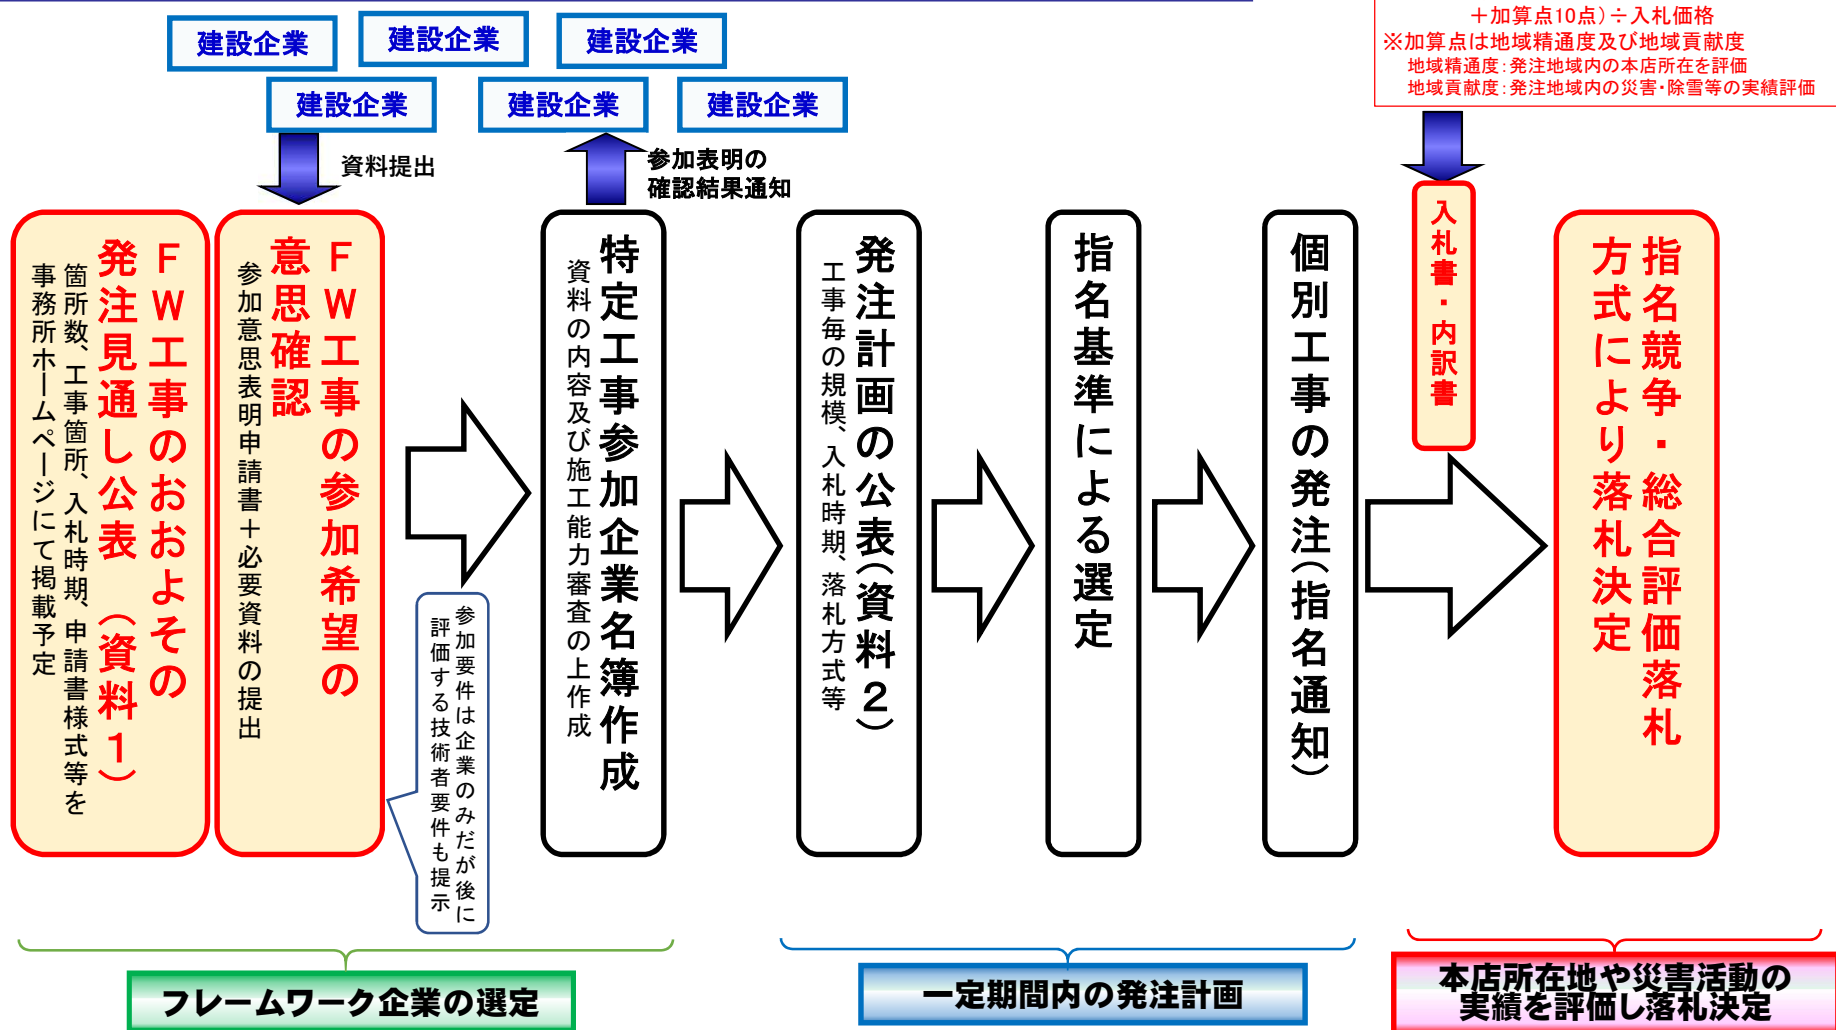 建設企業
建設企業
建設企業
建設企業
建設企業
建設企業
＋加算点10点）÷入札価格
※加算点は地域精通度及び地域貢献度
地域精通度：発注地域内の本店所在を評価
地域貢献度：発注地域内の災害・除雪等の実績評価
資料提出
参加表明の
確認結果通知
ＦＷ工事のおおよその
発注見通し公表　（資料１）
箇所数、工事箇所、入札時期、申請書様式等を
事務所ホームページにて掲載予定
ＦＷ工事の参加希望の
意思確認
参加意思表明申請書＋必要資料の提出
参加要件は企業のみだが後に
評価する技術者要件も提示
特定工事参加企業名簿作成
資料の内容及び施工能力審査の上作成
発注計画の公表（資料２）
工事毎の規模、入札時期、落札方式等
指名基準による選定
個別工事の発注（指名通知）
入札書・内訳書
指名競争・総合評価落札
方式により落札決定
フレームワーク企業の選定
一定期間内の発注計画
本店所在地や災害活動の
実績を評価し落札決定